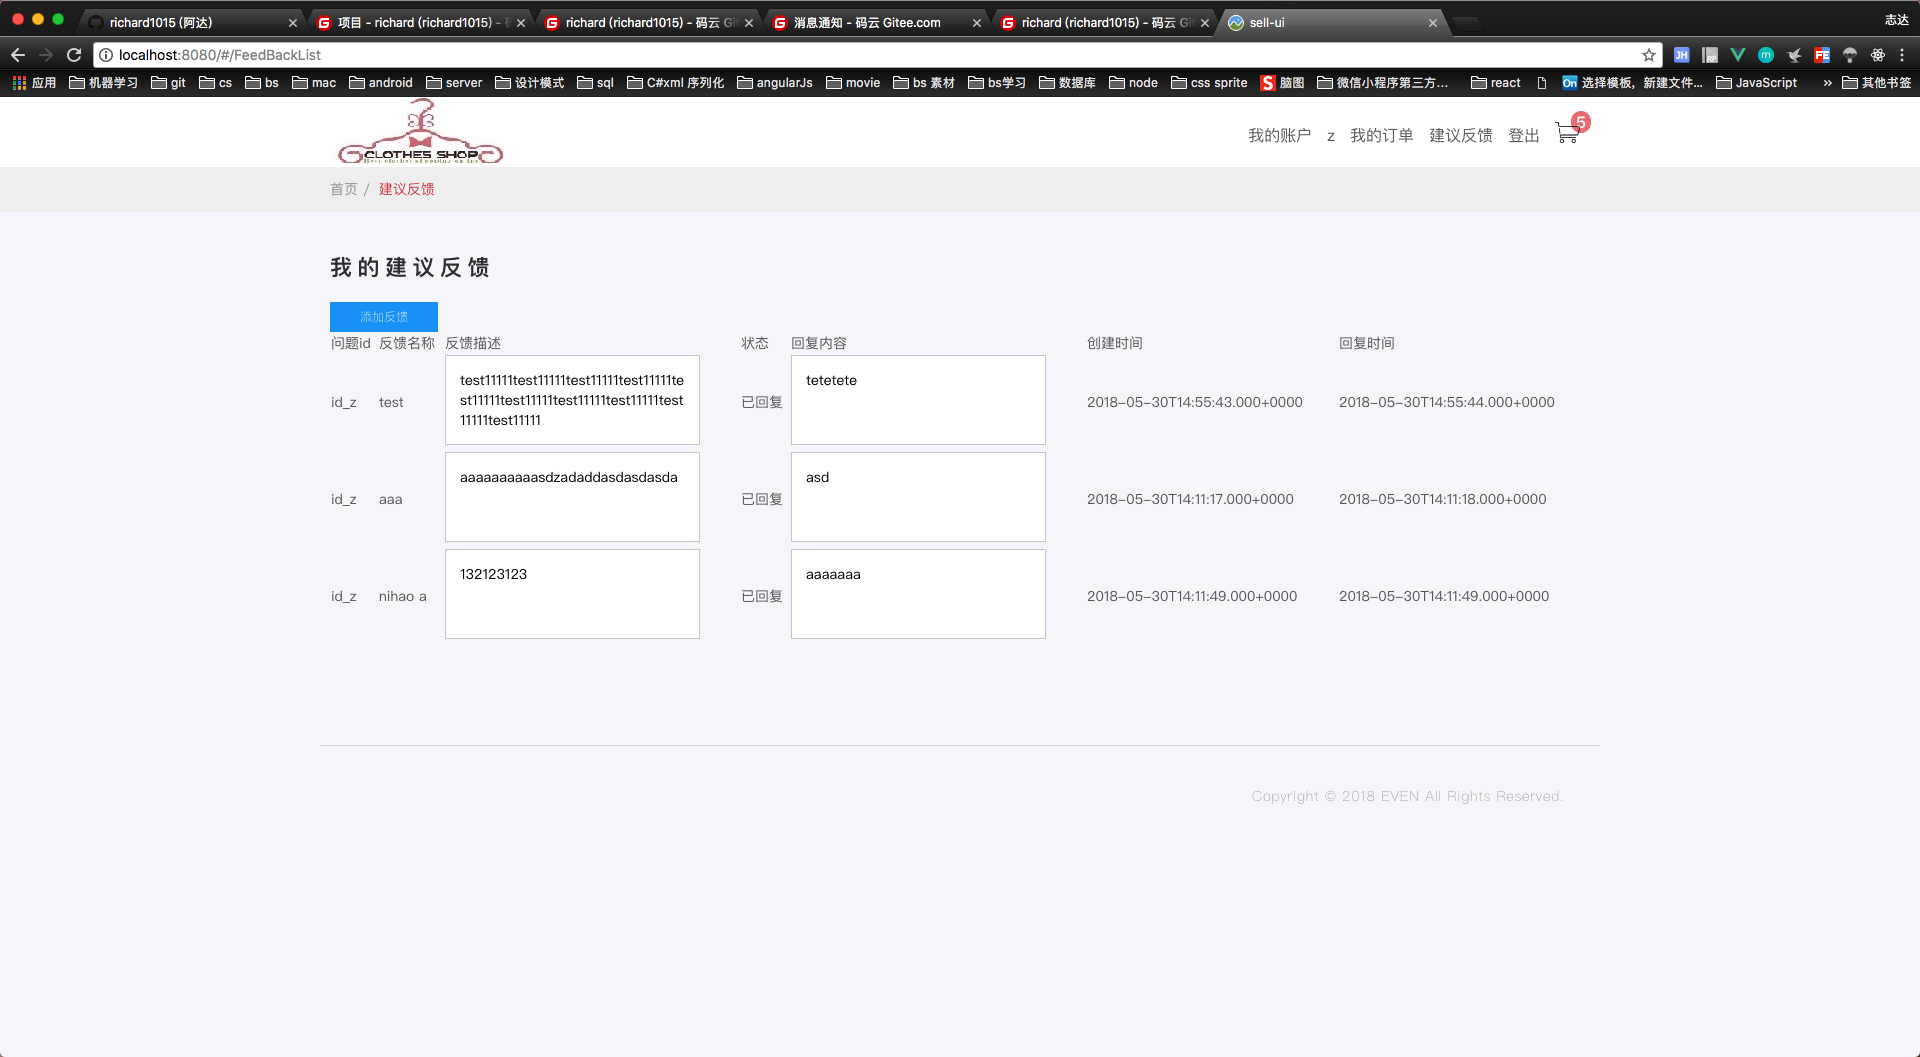 richard1015 (阿达)
项目 - richard (richard1015) -
richard (richard1015) - 码云 Git
消息通知 - 码云 Gitee.com
richard (richard1015) - 码云 Git
sell-ui
志达
localhost:8080/#/FeedBackList
应用 机器学习 git cs bs mac android server 设计模式 sql C#xml 序列化 angularJs movie bs 素材 bs学习 数据库 node css sprite 脑图 微信小程序第三方... react 选择模板，新建文件... JavaScript » 其他书签
CLOTHES SHOP
我的账户 z 我的订单 建议反馈 登出 5
首页 / 建议反馈
我的建议反馈
添加反馈
问题id 反馈名称 反馈描述 状态 回复内容 创建时间 回复时间
id_z test test11111test11111test11111test11111te 已回复 tetetete 2018-05-30T14:55:43.000+0000 2018-05-30T14:55:44.000+0000
st11111test11111test11111test11111test
11111test11111
id_z aaa aaaaaaaaaasdzadaddasdasdasda 已回复 asd 2018-05-30T14:11:17.000+0000 2018-05-30T14:11:18.000+0000
id_z nihao a 132123123 已回复 aaaaaaa 2018-05-30T14:11:49.000+0000 2018-05-30T14:11:49.000+0000
Copyright © 2018 EVEN All Rights Reserved.